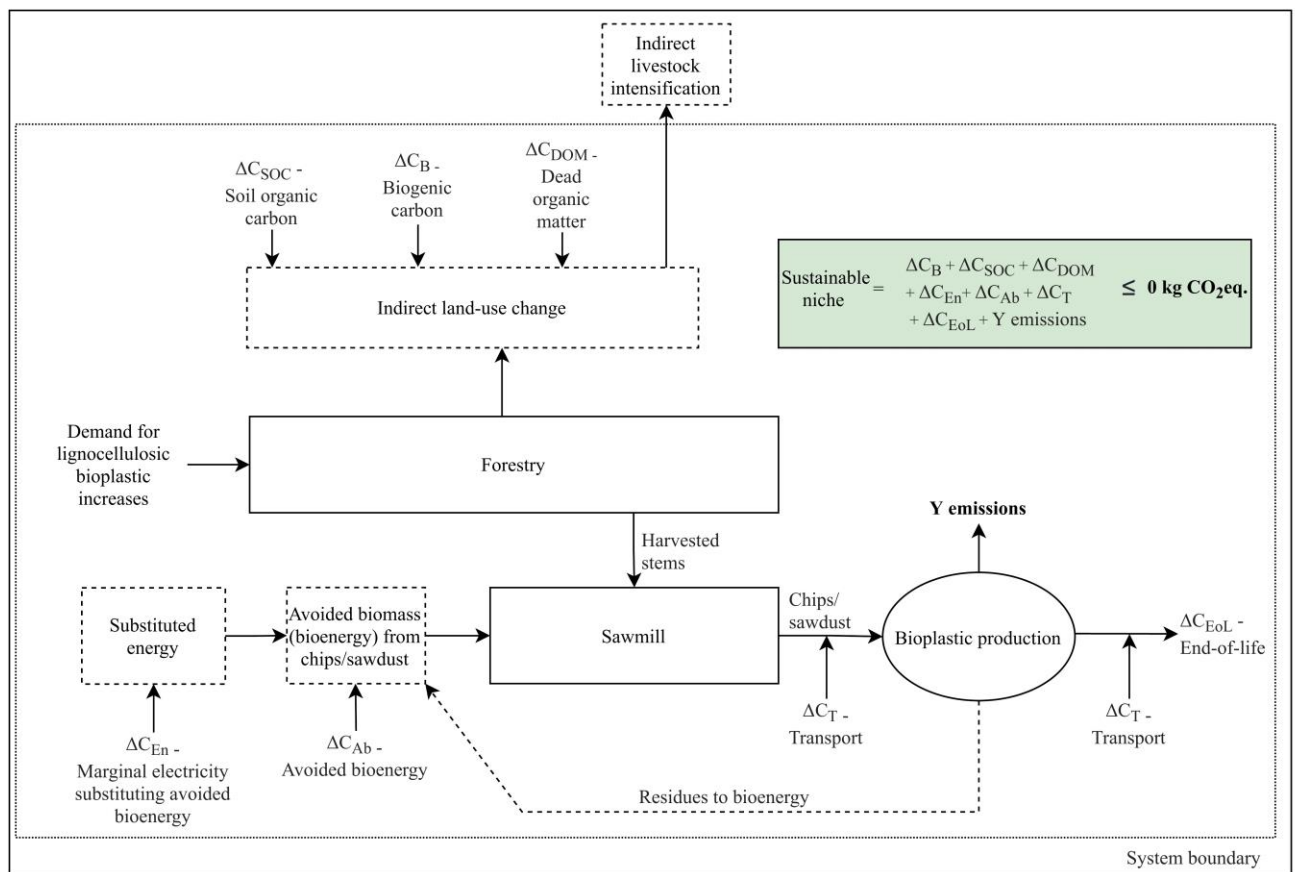 Indirect
livestock
intensification
ΔC_SOC -
Soil organic
carbon
ΔC_B -
Biogenic
carbon
ΔC_DOM -
Dead
organic
matter
Indirect land-use change
Sustainable
niche
=
ΔC_B + ΔC_SOC + ΔC_DOM
+ ΔC_En+ ΔC_Ab + ΔC_T
+ ΔC_EoL + Y emissions
≤ 0 kg CO₂eq.
Demand for
lignocellulosic
bioplastic
increases
Forestry
Harvested
stems
Y emissions
Substituted
energy
Avoided biomass
(bioenergy) from
chips/sawdust
Sawmill
Chips/
sawdust
Bioplastic production
ΔC_EoL -
End-of-life
ΔC_En -
Marginal electricity
substituting avoided
bioenergy
ΔC_Ab -
Avoided bioenergy
ΔC_T -
Transport
ΔC_T -
Transport
Residues to bioenergy
System boundary